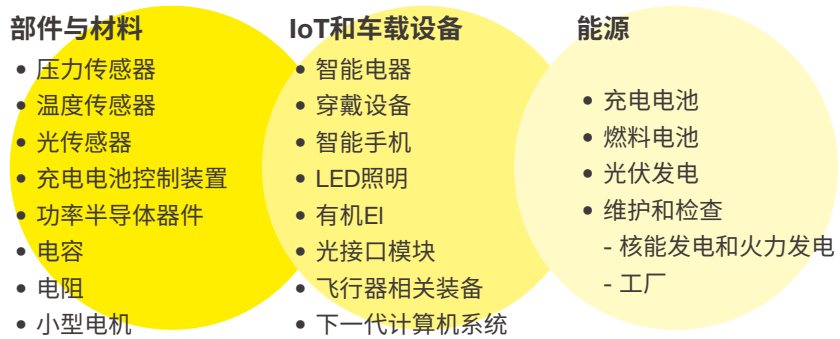 部件与材料
• 压力传感器
• 温度传感器
• 光传感器
• 充电电池控制装置
• 功率半导体器件
• 电容
• 电阻
• 小型电机
IoT和车载设备
• 智能电器
• 穿戴设备
• 智能手机
• LED照明
• 有机El
• 光接口模块
• 飞行器相关装备
• 下一代计算机系统
能源
• 充电电池
• 燃料电池
• 光伏发电
• 维护和检查
- 核能发电和火力发电
- 工厂